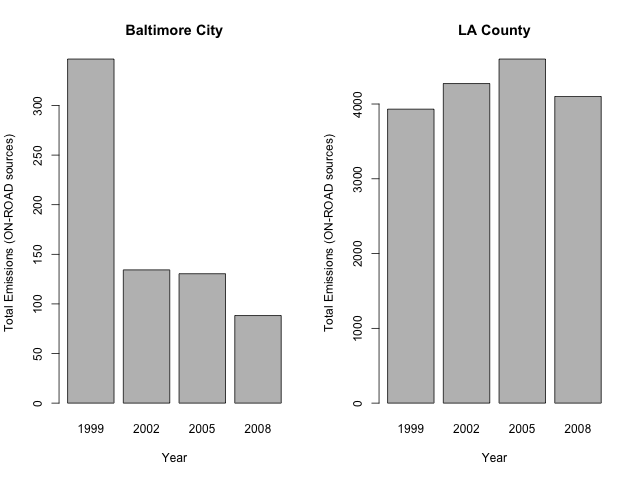 Baltimore City
Total Emissions (ON-ROAD sources)
300
250
200
150
100
50
0
1999 2002 2005 2008
Year
LA County
Total Emissions (ON-ROAD sources)
4000
3000
2000
1000
0
1999 2002 2005 2008
Year